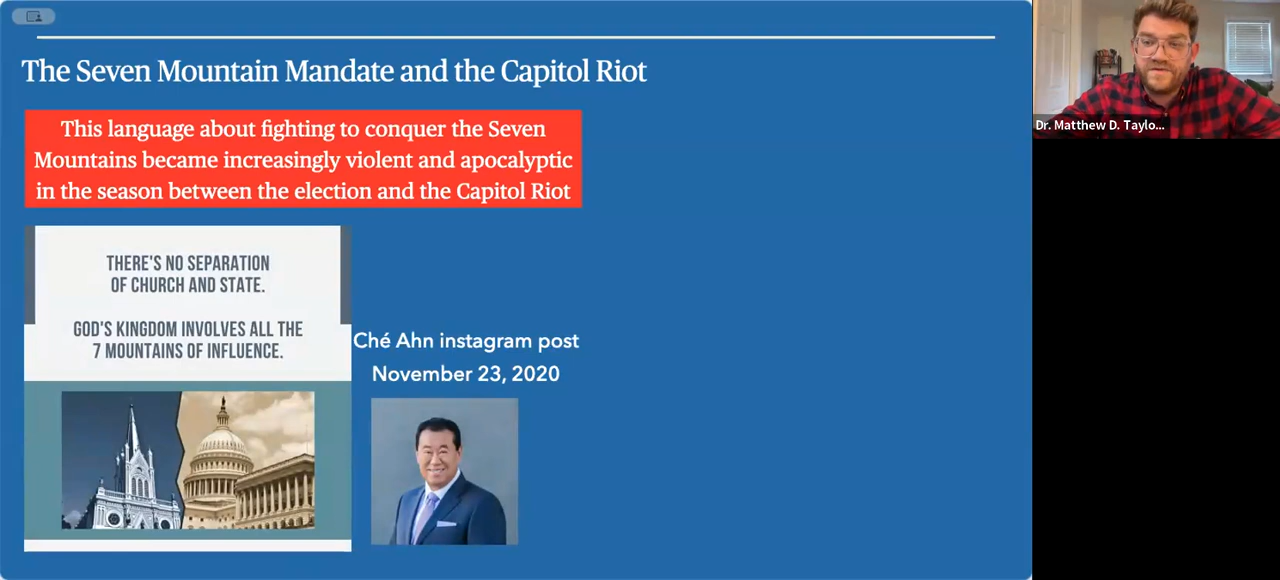 The Seven Mountain Mandate and the Capitol Riot
This language about fighting to conquer the Seven
Mountains became increasingly violent and apocalyptic
in the season between the election and the Capitol Riot
THERE'S NO SEPARATION
OF CHURCH AND STATE.
GOD'S KINGDOM INVOLVES ALL THE
7 MOUNTAINS OF INFLUENCE.
Ché Ahn instagram post
November 23, 2020
Dr. Matthew D. Taylo...